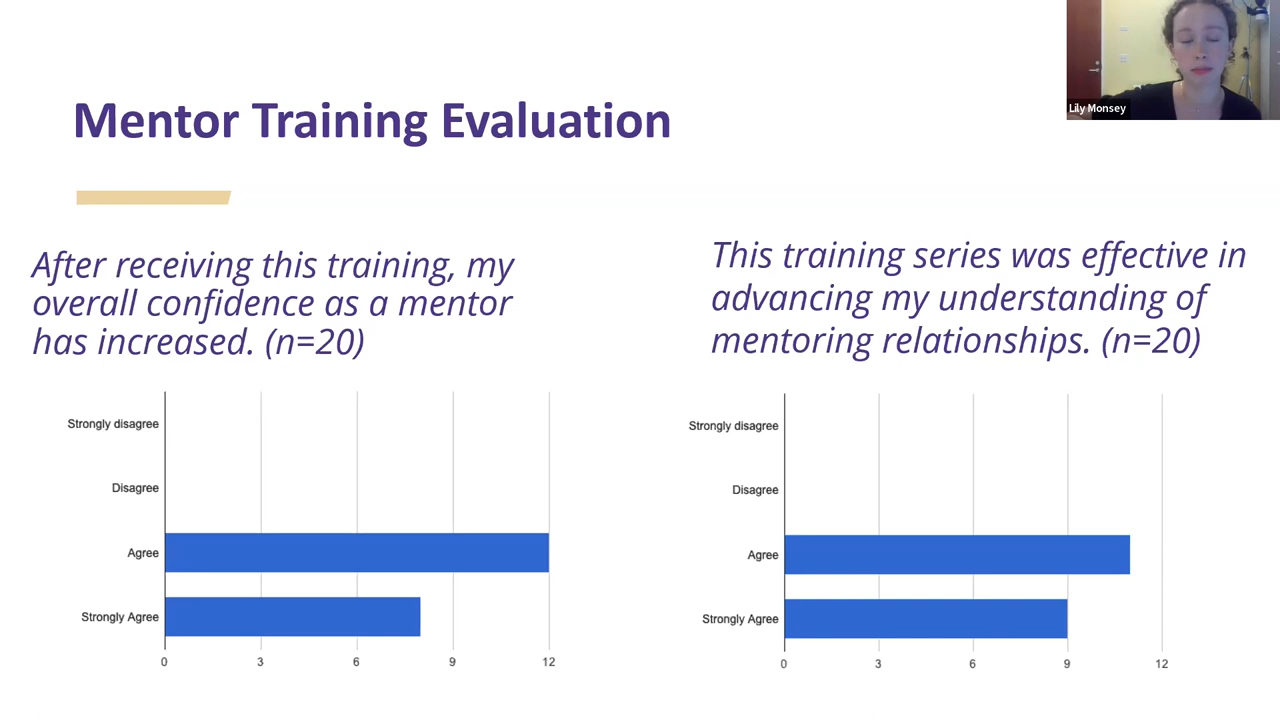 Lily Monsey
Mentor Training Evaluation
After receiving this training, my
overall confidence as a mentor
has increased. (n=20)
Strongly disagree
Disagree
Agree
Strongly Agree
0 3 6 9 12
This training series was effective in
advancing my understanding of
mentoring relationships. (n=20)
Strongly disagree
Disagree
Agree
Strongly Agree
0 3 6 9 12